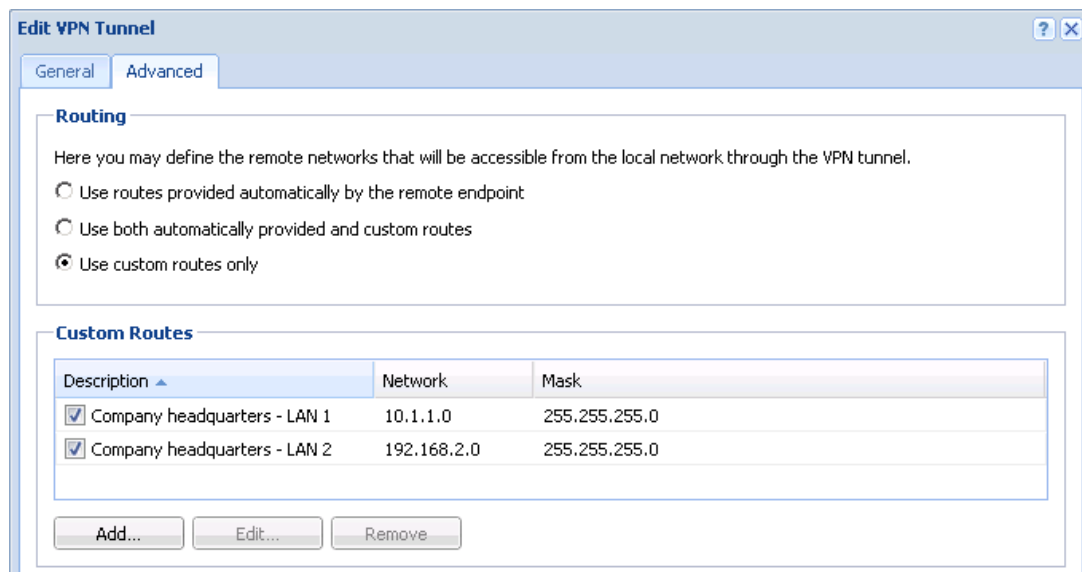 Edit VPN Tunnel
General Advanced
Routing
Here you may define the remote networks that will be accessible from the local network through the VPN tunnel.
Use routes provided automatically by the remote endpoint
Use both automatically provided and custom routes
Use custom routes only
Custom Routes
Description Network Mask
Company headquarters - LAN 1 10.1.1.0 255.255.255.0
Company headquarters - LAN 2 192.168.2.0 255.255.255.0
Add... Edit... Remove